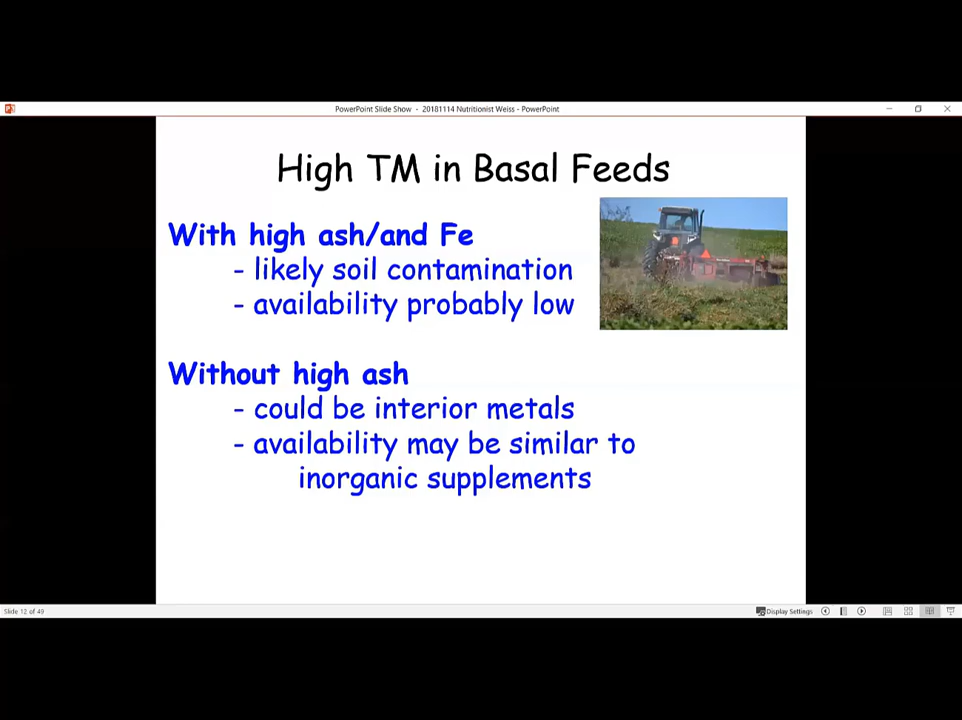 PowerPoint Slide Show - 20181114 Nutritionist Weiss - PowerPoint
High TM in Basal Feeds
With high ash/and Fe
- likely soil contamination
- availability probably low
Without high ash
- could be interior metals
- availability may be similar to
inorganic supplements
Slide 12 of 49
Display Settings